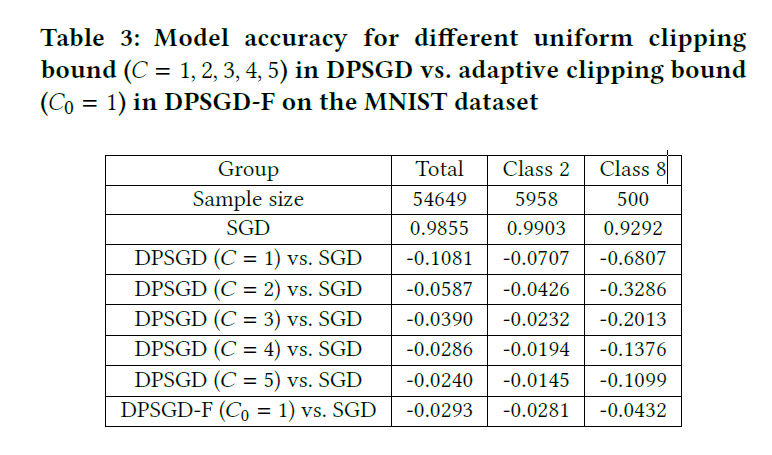 Table 3: Model accuracy for different uniform clipping
bound (C = 1, 2, 3, 4, 5) in DPSGD vs. adaptive clipping bound
(C₀ = 1) in DPSGD-F on the MNIST dataset
Group Total Class 2 Class 8
Sample size 54649 5958 500
SGD 0.9855 0.9903 0.9292
DPSGD (C = 1) vs. SGD -0.1081 -0.0707 -0.6807
DPSGD (C = 2) vs. SGD -0.0587 -0.0426 -0.3286
DPSGD (C = 3) vs. SGD -0.0390 -0.0232 -0.2013
DPSGD (C = 4) vs. SGD -0.0286 -0.0194 -0.1376
DPSGD (C = 5) vs. SGD -0.0240 -0.0145 -0.1099
DPSGD-F (C₀ = 1) vs. SGD -0.0293 -0.0281 -0.0432